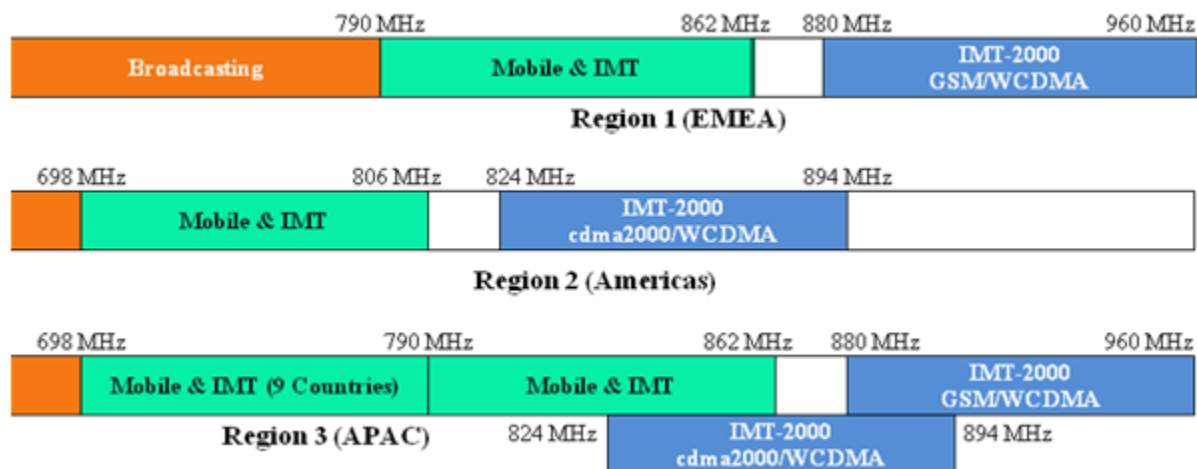 790 MHz 862 MHz 880 MHz 960 MHz
Broadcasting Mobile & IMT IMT-2000
GSM/WCDMA
Region 1 (EMEA)
698 MHz 806 MHz 824 MHz 894 MHz
Mobile & IMT IMT-2000
cdma2000/WCDMA
Region 2 (Americas)
698 MHz 790 MHz 862 MHz 880 MHz 960 MHz
Mobile & IMT (9 Countries) Mobile & IMT IMT-2000
GSM/WCDMA
Region 3 (APAC) 824 MHz IMT-2000 894 MHz
cdma2000/WCDMA